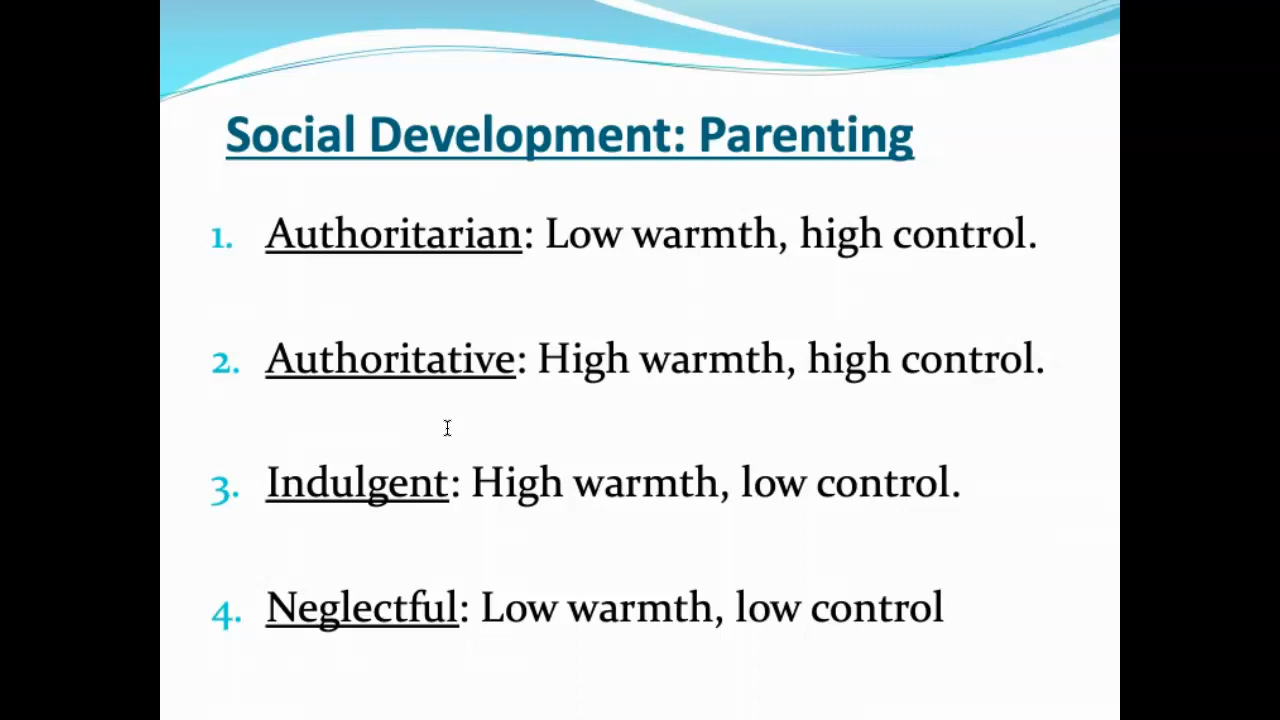 Social Development: Parenting
1. Authoritarian: Low warmth, high control.
2. Authoritative: High warmth, high control.
3. Indulgent: High warmth, low control.
4. Neglectful: Low warmth, low control